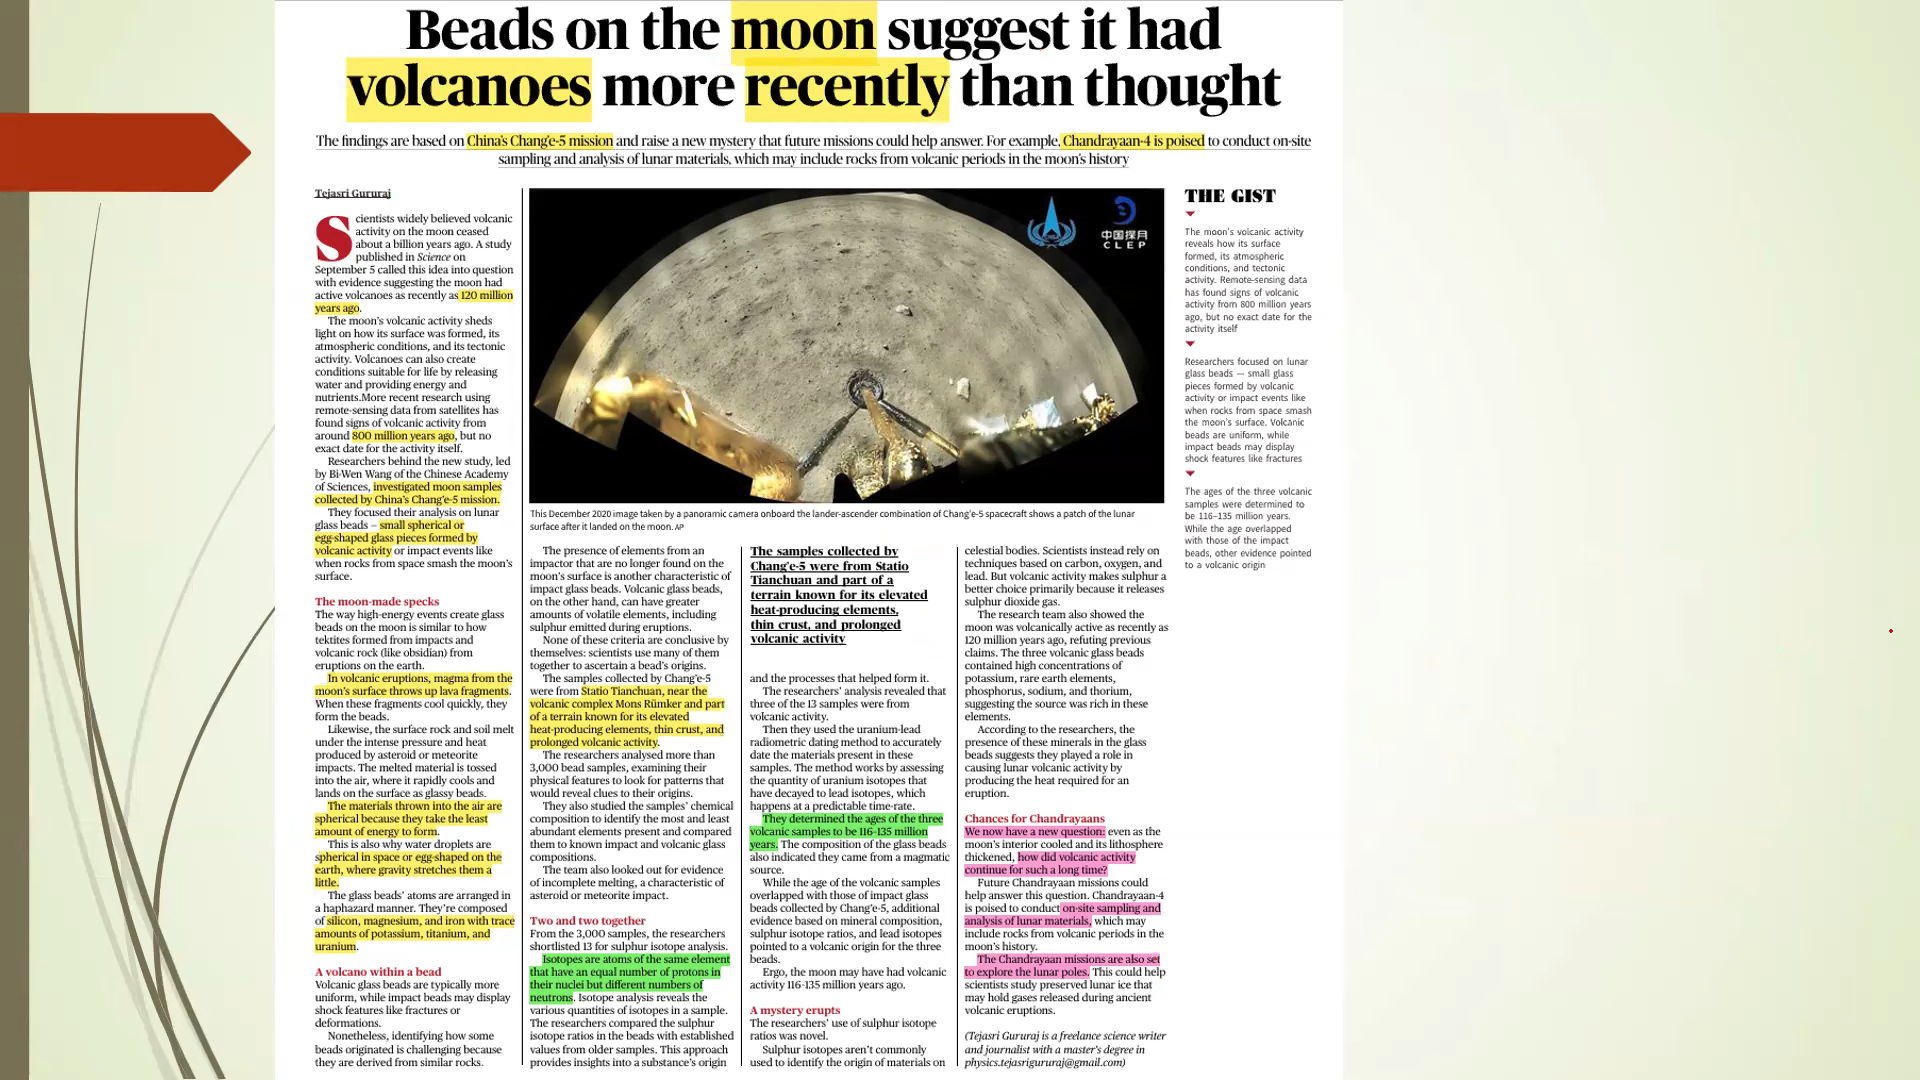 Beads on the moon suggest it had
volcanoes more recently than thought
The findings are based on China's Chang'e-5 mission and raise a new mystery that future missions could help answer. For example, Chandrayaan-4 is poised to conduct on-site
sampling and analysis of lunar materials, which may include rocks from volcanic periods in the moon's history
Tejasri Gururaj
Scientists widely believed volcanic
activity on the moon ceased
about a billion years ago. A study
published in Science on
September 5 called this idea into question
with evidence suggesting the moon had
active volcanoes as recently as 120 million
years ago.
The moon's volcanic activity sheds
light on how its surface was formed, its
atmospheric conditions, and its tectonic
activity. Volcanoes can also create
conditions suitable for life by releasing
water and providing energy and
nutrients.More recent research using
remote-sensing data from satellites has
found signs of volcanic activity from
around 800 million years ago, but no
exact date for the activity itself.
Researchers behind the new study, led
by Bi-Wen Wang of the Chinese Academy
of Sciences, investigated moon samples
collected by China's Chang'e-5 mission.
They focused their analysis on lunar
glass beads – small spherical or
egg-shaped glass pieces formed by
volcanic activity or impact events like
when rocks from space smash the moon's
surface.
The moon-made specks
The way high-energy events create glass
beads on the moon is similar to how
tektites formed from impacts and
volcanic rock (like obsidian) from
eruptions on the earth.
In volcanic eruptions, magma from the
moon's surface throws up lava fragments.
When these fragments cool quickly, they
form the beads.
Likewise, the surface rock and soil melt
under the intense pressure and heat
produced by asteroid or meteorite
impacts. The melted material is tossed
into the air, where it rapidly cools and
lands on the surface as glassy beads.
The materials thrown into the air are
spherical because they take the least
amount of energy to form.
This is also why water droplets are
spherical in space or egg-shaped on the
earth, where gravity stretches them a
little.
The glass beads' atoms are arranged in
a haphazard manner. They're composed
of silicon, magnesium, and iron with trace
amounts of potassium, titanium, and
uranium.
A volcano within a bead
Volcanic glass beads are typically more
uniform, while impact beads may display
shock features like fractures or
deformations.
Nonetheless, identifying how some
beads originated is challenging because
they are derived from similar rocks.
中国探月
CLEP
This December 2020 image taken by a panoramic camera onboard the lander-ascender combination of Chang'e-5 spacecraft shows a patch of the lunar
surface after it landed on the moon. AP
The presence of elements from an
impactor that are no longer found on the
moon's surface is another characteristic of
impact glass beads. Volcanic glass beads,
on the other hand, can have greater
amounts of volatile elements, including
sulphur emitted during eruptions.
None of these criteria are conclusive by
themselves: scientists use many of them
together to ascertain a bead's origins.
The samples collected by Chang'e-5
were from Statio Tianchuan, near the
volcanic complex Mons Rümker and part
of a terrain known for its elevated
heat-producing elements, thin crust, and
prolonged volcanic activity.
The researchers analysed more than
3,000 bead samples, examining their
physical features to look for patterns that
would reveal clues to their origins.
They also studied the samples' chemical
composition to identify the most and least
abundant elements present and compared
them to known impact and volcanic glass
compositions.
The team also looked out for evidence
of incomplete melting, a characteristic of
asteroid or meteorite impact.
Two and two together
From the 3,000 samples, the researchers
shortlisted 13 for sulphur isotope analysis.
Isotopes are atoms of the same element
that have an equal number of protons in
their nuclei but different numbers of
neutrons. Isotope analysis reveals the
various quantities of isotopes in a sample.
The researchers compared the sulphur
isotope ratios in the beads with established
values from older samples. This approach
provides insights into a substance's origin
The samples collected by
Chang'e-5 were from Statio
Tianchuan and part of a
terrain known for its elevated
heat-producing elements,
thin crust, and prolonged
volcanic activity
and the processes that helped form it.
The researchers' analysis revealed that
three of the 13 samples were from
volcanic activity.
Then they used the uranium-lead
radiometric dating method to accurately
date the materials present in these
samples. The method works by assessing
the quantity of uranium isotopes that
have decayed to lead isotopes, which
happens at a predictable time-rate.
They determined the ages of the three
volcanic samples to be 116-135 million
years. The composition of the glass beads
also indicated they came from a magmatic
source.
While the age of the volcanic samples
overlapped with those of impact glass
beads collected by Chang'e-5, additional
evidence based on mineral composition,
sulphur isotope ratios, and lead isotopes
pointed to a volcanic origin for the three
beads.
Ergo, the moon may have had volcanic
activity 116-135 million years ago.
A mystery erupts
The researchers' use of sulphur isotope
ratios was novel.
Sulphur isotopes aren't commonly
used to identify the origin of materials on
celestial bodies. Scientists instead rely on
techniques based on carbon, oxygen, and
lead. But volcanic activity makes sulphur a
better choice primarily because it releases
sulphur dioxide gas.
The research team also showed the
moon was volcanically active as recently as
120 million years ago, refuting previous
claims. The three volcanic glass beads
contained high concentrations of
potassium, rare earth elements,
phosphorus, sodium, and thorium,
suggesting the source was rich in these
elements.
According to the researchers, the
presence of these minerals in the glass
beads suggests they played a role in
causing lunar volcanic activity by
producing the heat required for an
eruption.
Chances for Chandrayaans
We now have a new question: even as the
moon's interior cooled and its lithosphere
thickened, how did volcanic activity
continue for such a long time?
Future Chandrayaan missions could
help answer this question. Chandrayaan-4
is poised to conduct on-site sampling and
analysis of lunar materials, which may
include rocks from volcanic periods in the
moon's history.
The Chandrayaan missions are also set
to explore the lunar poles. This could help
scientists study preserved lunar ice that
may hold gases released during ancient
volcanic eruptions.
(Tejasri Gururaj is a freelance science writer
and journalist with a master's degree in
physics.tejasrigururaj@gmail.com)
THE GIST
The moon's volcanic activity
reveals how its surface
formed, its atmospheric
conditions, and tectonic
activity. Remote-sensing data
has found signs of volcanic
activity from 800 million years
ago, but no exact date for the
activity itself
Researchers focused on lunar
glass beads — small glass
pieces formed by volcanic
activity or impact events like
when rocks from space smash
the moon's surface. Volcanic
beads are uniform, while
impact beads may display
shock features like fractures
The ages of the three volcanic
samples were determined to
be 116–135 million years.
While the age overlapped
with those of the impact
beads, other evidence pointed
to a volcanic origin